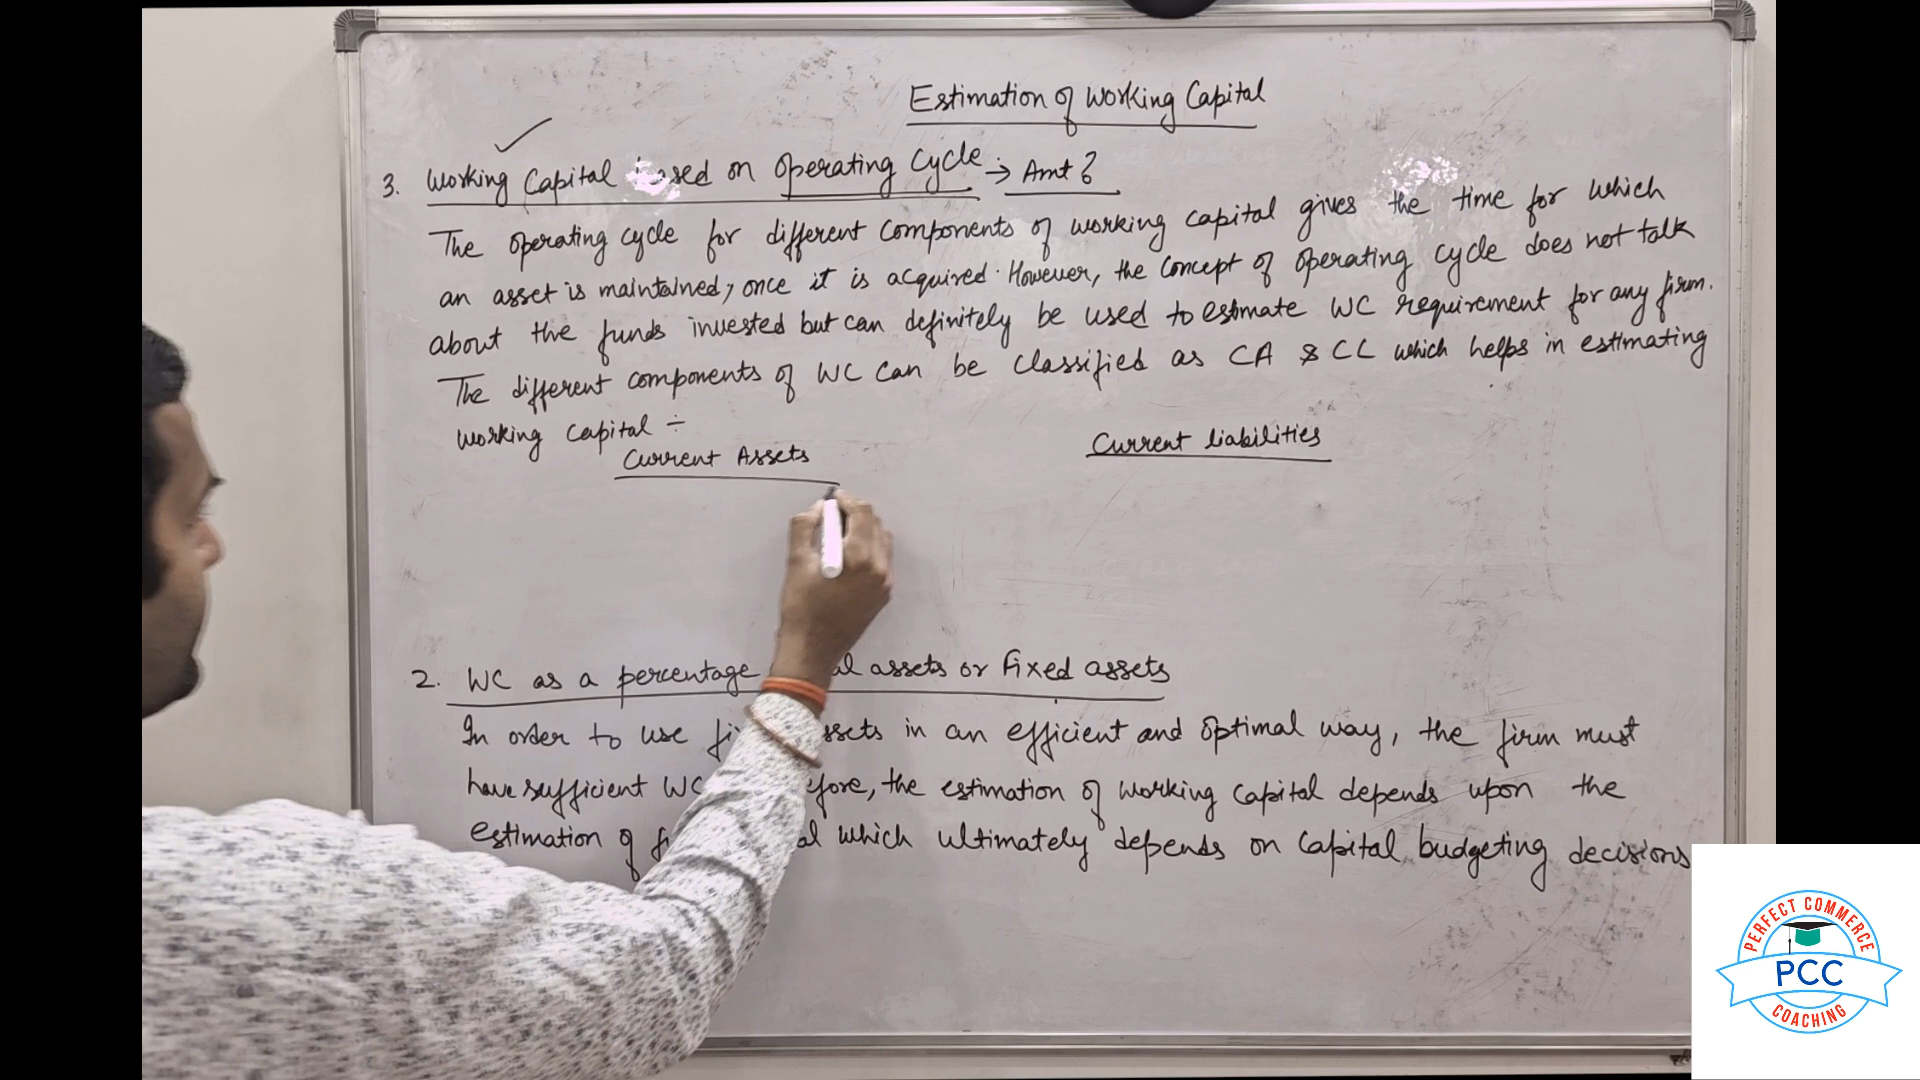 Estimation of Working Capital
3. Working Capital based on Operating Cycle → Amt ?
The operating cycle for different components of working capital gives the time for which
an asset is maintained, once it is acquired. However, the concept of operating cycle does not talk
about the funds invested but can definitely be used to estimate WC requirement for any firm.
The different components of WC can be classified as CA & CL which helps in estimating
working capital ÷
Current Assets
Current liabilities
2. WC as a percentage assets or fixed assets
In order to use assets in an efficient and optimal way, the firm must
have sufficient WC the estimation of working capital depends upon the
estimation of which ultimately depends on capital budgeting decisions
PERFECT COMMERCE
PCC
COACHING